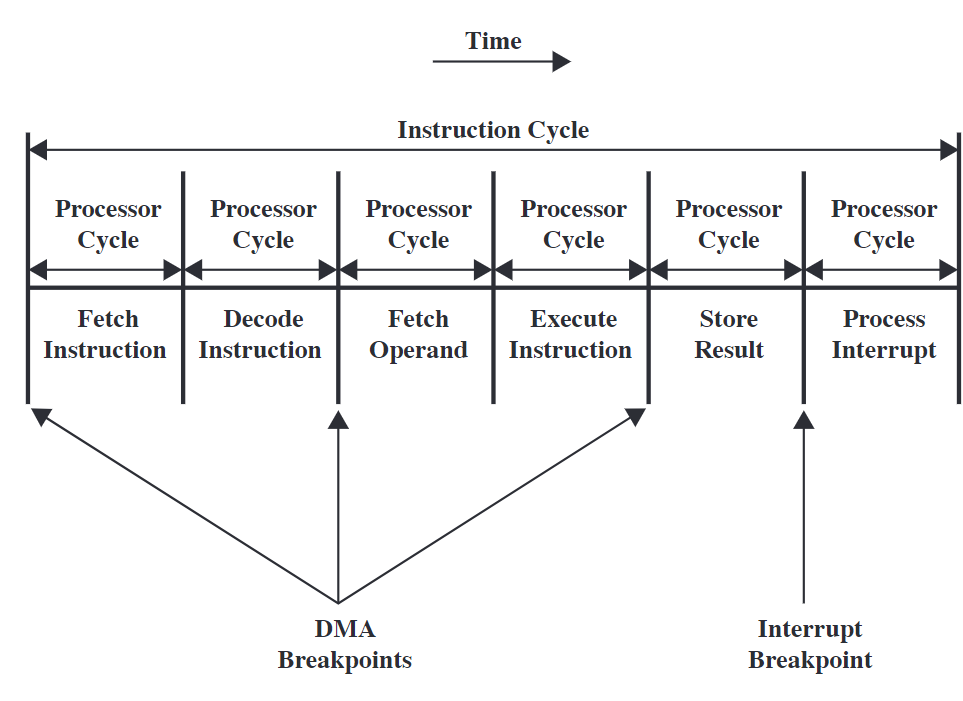 Time
Instruction Cycle
Processor Cycle
Processor Cycle
Processor Cycle
Processor Cycle
Processor Cycle
Processor Cycle
Fetch Instruction
Decode Instruction
Fetch Operand
Execute Instruction
Store Result
Process Interrupt
DMA Breakpoints
Interrupt Breakpoint